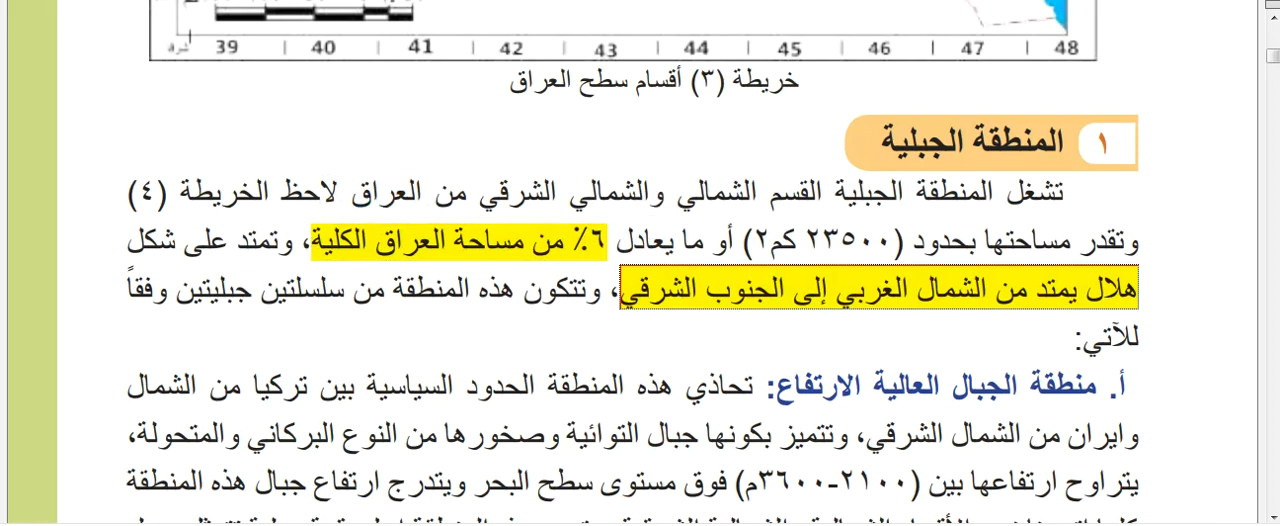 39 | 40 | 41 | 42 | 43 | 44 | 45 | 46 | 47 | 48
خريطة (٣) أقسام سطح العراق
١ المنطقة الجبلية
تشغل المنطقة الجبلية القسم الشمالي والشمالي الشرقي من العراق لاحظ الخريطة (٤)
وتقدر مساحتها بحدود (٢٣٥٠٠ كم٢) أو ما يعادل ٦٪ من مساحة العراق الكلية، وتمتد على شكل
هلال يمتد من الشمال الغربي إلى الجنوب الشرقي، وتتكون هذه المنطقة من سلسلتين جبليتين وفقاً
للآتي:
أ. منطقة الجبال العالية الارتفاع: تحاذي هذه المنطقة الحدود السياسية بين تركيا من الشمال
وايران من الشمال الشرقي، وتتميز بكونها جبال التوائية وصخورها من النوع البركاني والمتحولة،
يتراوح ارتفاعها بين (٢١٠٠-٣٦٠٠م) فوق مستوى سطح البحر ويتدرج ارتفاع جبال هذه المنطقة